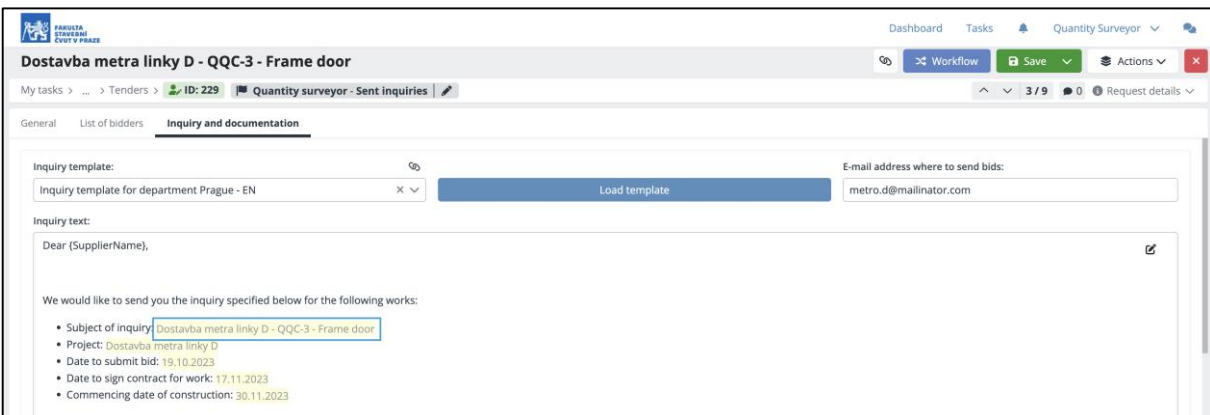 FAKULTA
STAVEBNÍ
ČVUT V PRAZE
Dashboard Tasks Quantity Surveyor
Dostavba metra linky D - QQC-3 - Frame door
Workflow Save Actions
My tasks > ... > Tenders > ID: 229 Quantity surveyor - Sent inquiries
3 / 9 0 Request details
General List of bidders Inquiry and documentation
Inquiry template: E-mail address where to send bids:
Inquiry template for department Prague - EN Load template metro.d@mailinator.com
Inquiry text:
Dear {SupplierName},
We would like to send you the inquiry specified below for the following works:
• Subject of inquiry: Dostavba metra linky D - QQC-3 - Frame door
• Project: Dostavba metra linky D
• Date to submit bid: 19.10.2023
• Date to sign contract for work: 17.11.2023
• Commencing date of construction: 30.11.2023